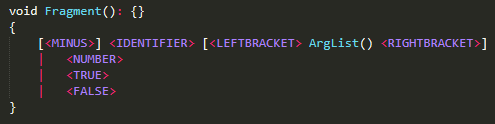 void Fragment(): {}
{
    [<MINUS>] <IDENTIFIER> [<LEFTBRACKET> ArgList() <RIGHTBRACKET>]
    |   <NUMBER>
    |   <TRUE>
    |   <FALSE>
}